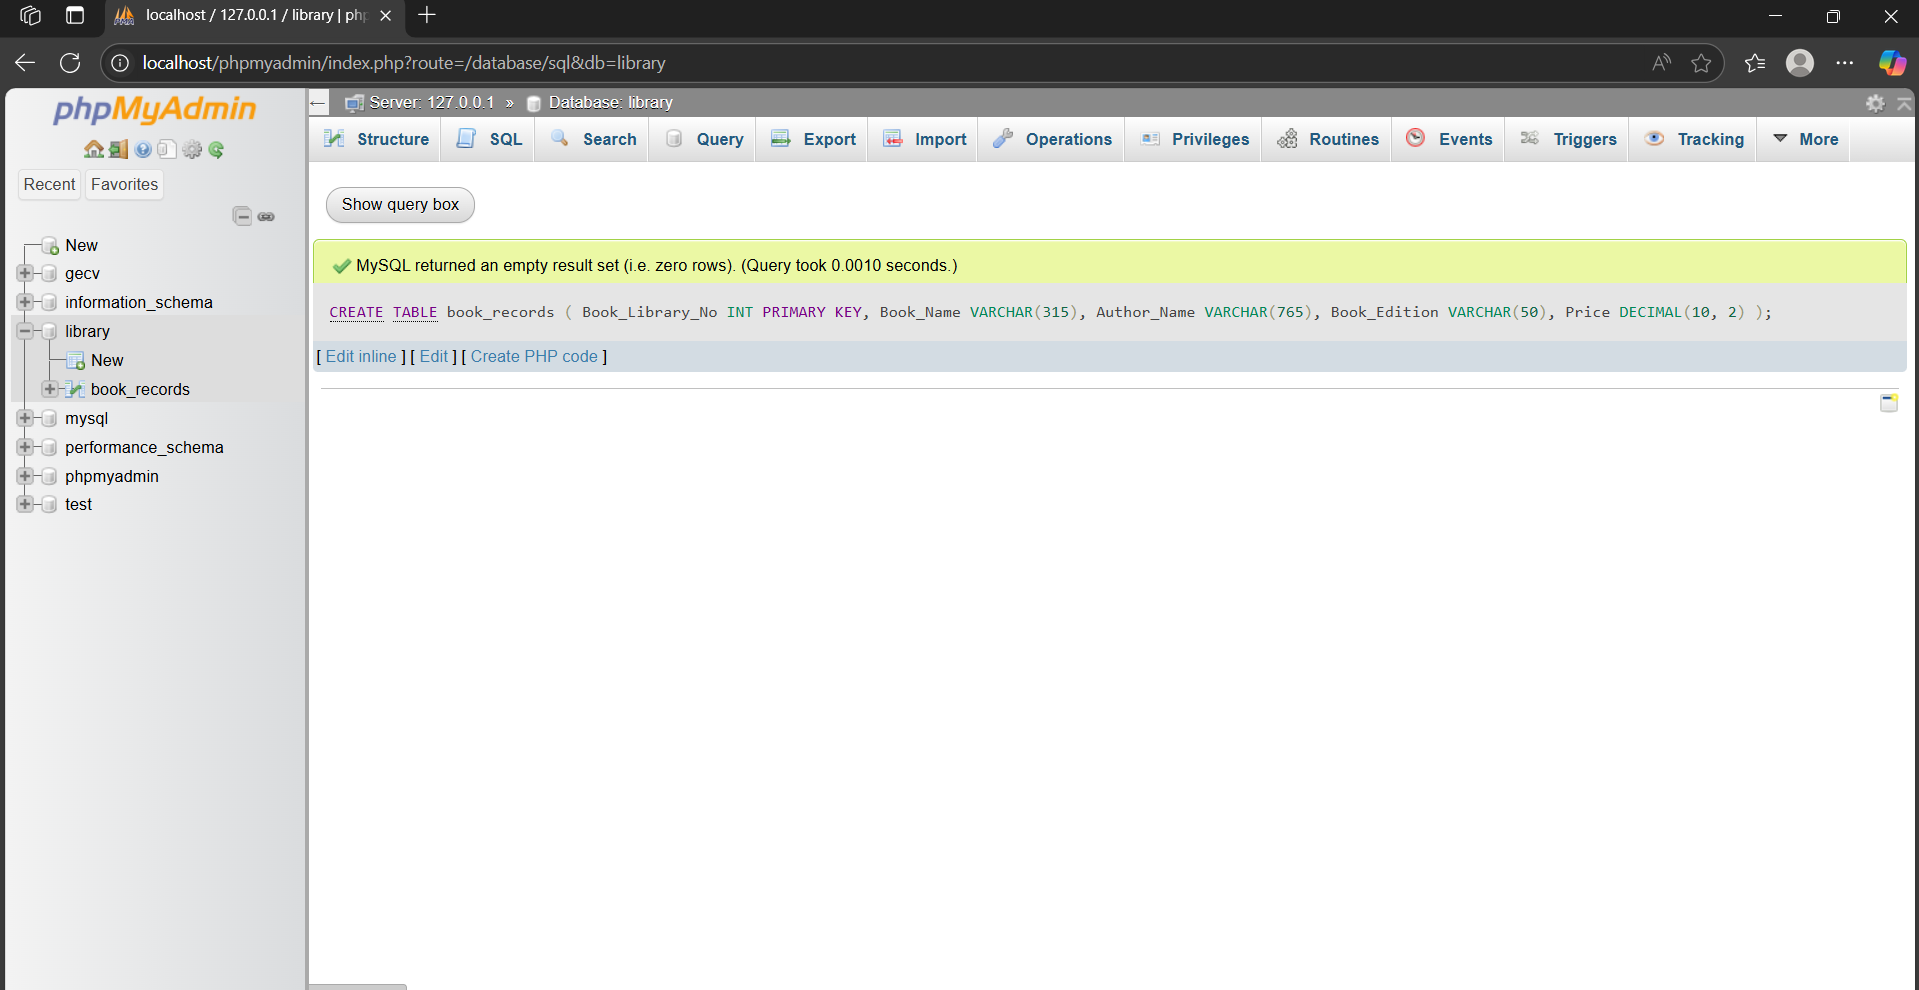 localhost / 127.0.0.1 / library | php
localhost/phpmyadmin/index.php?route=/database/sql&db=library
phpMyAdmin
Recent Favorites
New
gecv
information_schema
library
New
book_records
mysql
performance_schema
phpmyadmin
test
Server: 127.0.0.1 » Database: library
Structure SQL Search Query Export Import Operations Privileges Routines Events Triggers Tracking More
Show query box
MySQL returned an empty result set (i.e. zero rows). (Query took 0.0010 seconds.)
CREATE TABLE book_records ( Book_Library_No INT PRIMARY KEY, Book_Name VARCHAR(315), Author_Name VARCHAR(765), Book_Edition VARCHAR(50), Price DECIMAL(10, 2) );
[ Edit inline ] [ Edit ] [ Create PHP code ]